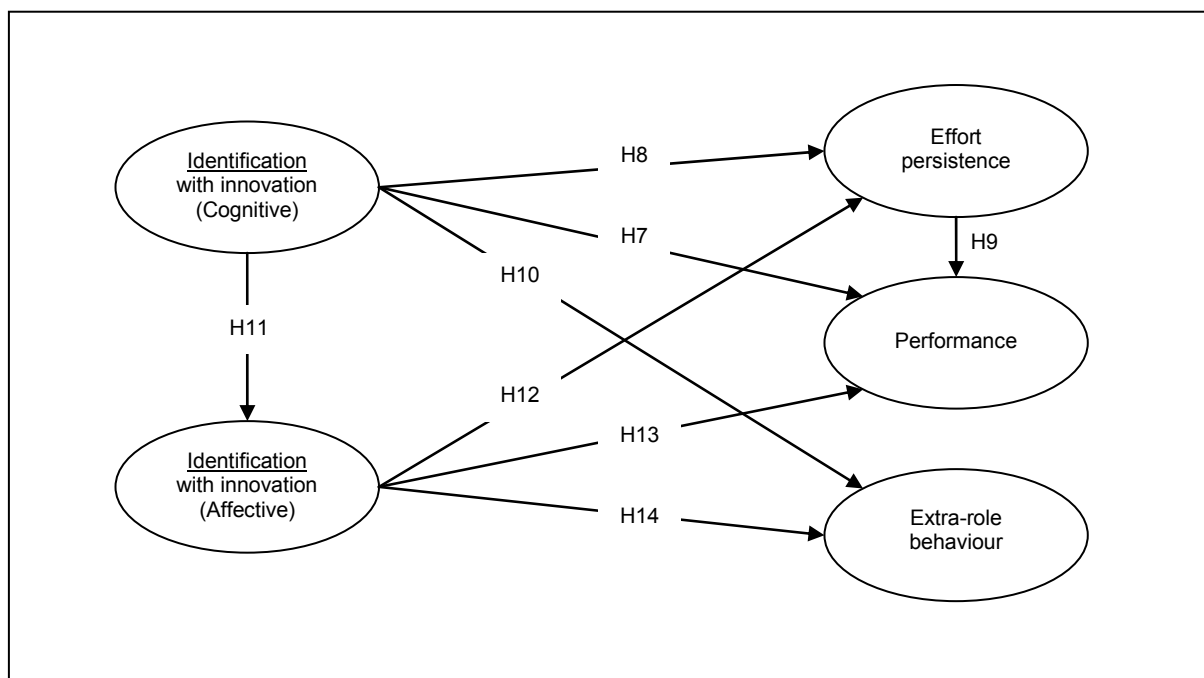 Identification
with innovation
(Cognitive)
H11
Identification
with innovation
(Affective)
H8
H7
H10
H12
H13
H14
Effort
persistence
H9
Performance
Extra-role
behaviour